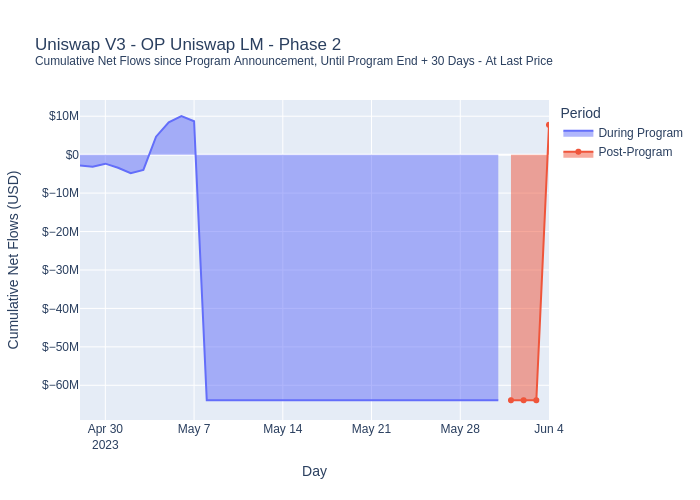 Uniswap V3 - OP Uniswap LM - Phase 2
Cumulative Net Flows since Program Announcement, Until Program End + 30 Days - At Last Price
Period
During Program
Post-Program
Cumulative Net Flows (USD)
$10M
$0
$−10M
$−20M
$−30M
$−40M
$−50M
$−60M
Apr 30
2023
May 7
May 14
May 21
May 28
Jun 4
Day